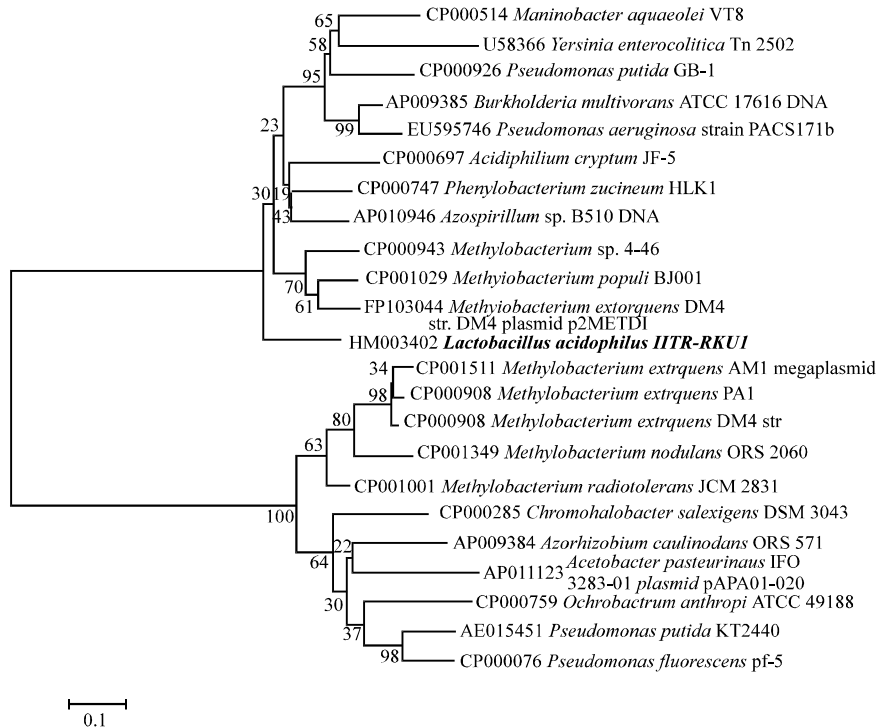 65
CP000514 Maninobacter aquaeolei VT8
58
U58366 Yersinia enterocolitica Tn 2502
95
CP000926 Pseudomonas putida GB-1
AP009385 Burkholderia multivorans ATCC 17616 DNA
99
EU595746 Pseudomonas aeruginosa strain PACS171b
23
CP000697 Acidiphilium cryptum JF-5
30
19
CP000747 Phenylobacterium zucineum HLK1
43
AP010946 Azospirillum sp. B510 DNA
CP000943 Methylobacterium sp. 4-46
70
CP001029 Methyiobacterium populi BJ001
61
FP103044 Methyiobacterium extorquens DM4
str. DM4 plasmid p2METDI
HM003402 Lactobacillus acidophilus IITR-RKU1
34
CP001511 Methylobacterium extrquens AM1 megaplasmid
98
CP000908 Methylobacterium extrquens PA1
80
CP000908 Methylobacterium extrquens DM4 str
63
CP001349 Methylobacterium nodulans ORS 2060
CP001001 Methylobacterium radiotolerans JCM 2831
100
CP000285 Chromohalobacter salexigens DSM 3043
22
AP009384 Azorhizobium caulinodans ORS 571
64
AP011123 Acetobacter pasteurinaus IFO
3283-01 plasmid pAPA01-020
30
CP000759 Ochrobactrum anthropi ATCC 49188
37
AE015451 Pseudomonas putida KT2440
98
CP000076 Pseudomonas fluorescens pf-5
0.1